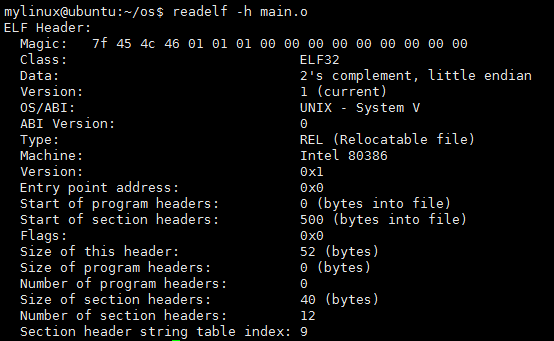 mylinux@ubuntu:~/os$ readelf -h main.o
ELF Header:
  Magic:   7f 45 4c 46 01 01 01 00 00 00 00 00 00 00 00 00
  Class:                             ELF32
  Data:                              2's complement, little endian
  Version:                           1 (current)
  OS/ABI:                            UNIX - System V
  ABI Version:                       0
  Type:                              REL (Relocatable file)
  Machine:                           Intel 80386
  Version:                           0x1
  Entry point address:               0x0
  Start of program headers:          0 (bytes into file)
  Start of section headers:          500 (bytes into file)
  Flags:                             0x0
  Size of this header:               52 (bytes)
  Size of program headers:           0 (bytes)
  Number of program headers:         0
  Size of section headers:           40 (bytes)
  Number of section headers:         12
  Section header string table index: 9